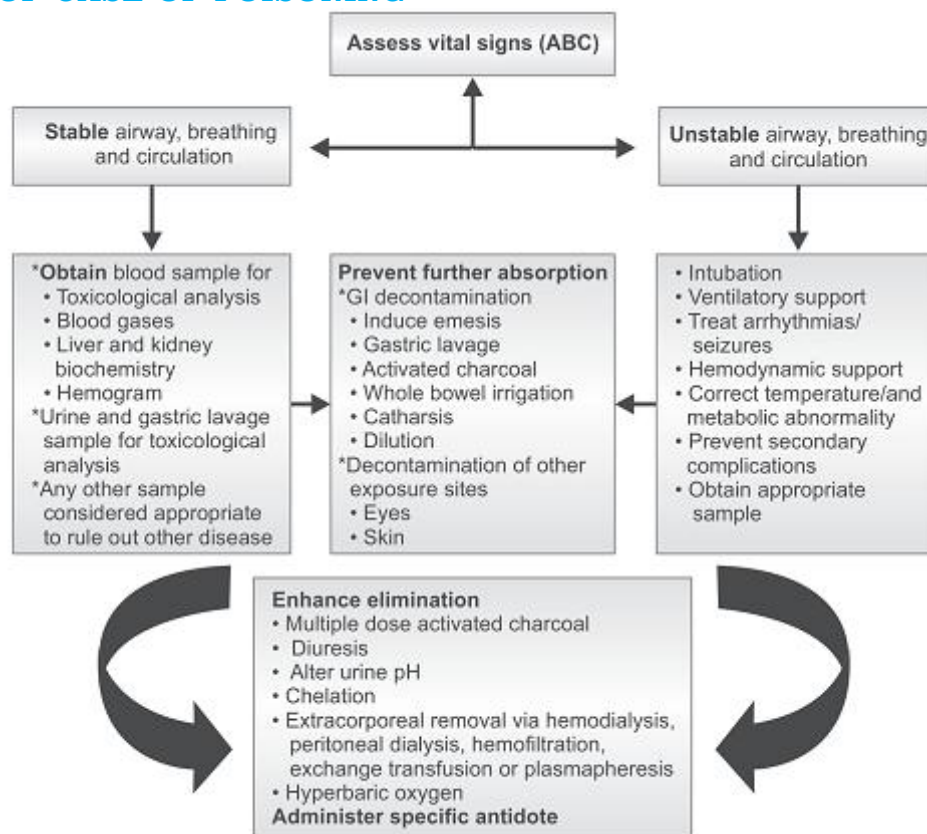 CASE OF POISONING
Assess vital signs (ABC)
Stable airway, breathing
and circulation
Unstable airway, breathing
and circulation
*Obtain blood sample for
• Toxicological analysis
• Blood gases
• Liver and kidney
biochemistry
• Hemogram
*Urine and gastric lavage
sample for toxicological
analysis
*Any other sample
considered appropriate
to rule out other disease
Prevent further absorption
*GI decontamination
• Induce emesis
• Gastric lavage
• Activated charcoal
• Whole bowel irrigation
• Catharsis
• Dilution
*Decontamination of other
exposure sites
• Eyes
• Skin
• Intubation
• Ventilatory support
• Treat arrhythmias/
seizures
• Hemodynamic support
• Correct temperature/and
metabolic abnormality
• Prevent secondary
complications
• Obtain appropriate
sample
Enhance elimination
• Multiple dose activated charcoal
• Diuresis
• Alter urine pH
• Chelation
• Extracorporeal removal via hemodialysis,
peritoneal dialysis, hemofiltration,
exchange transfusion or plasmapheresis
• Hyperbaric oxygen
Administer specific antidote